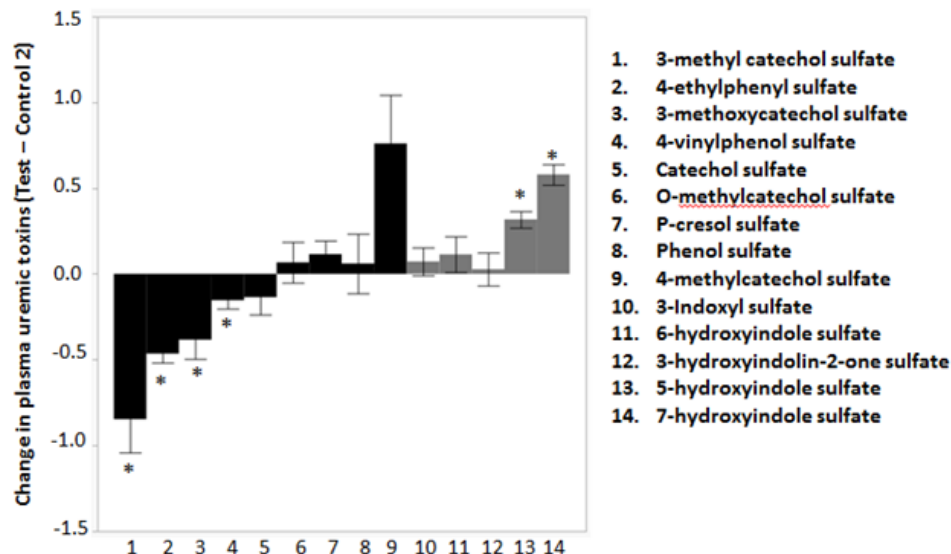 Change in plasma uremic toxins (Test – Control 2)
1.5
1.0
0.5
0.0
-0.5
-1.0
-1.5
* * * * * *
1 2 3 4 5 6 7 8 9 10 11 12 13 14
1. 3-methyl catechol sulfate
2. 4-ethylphenyl sulfate
3. 3-methoxycatechol sulfate
4. 4-vinylphenol sulfate
5. Catechol sulfate
6. O-methylcatechol sulfate
7. P-cresol sulfate
8. Phenol sulfate
9. 4-methylcatechol sulfate
10. 3-Indoxyl sulfate
11. 6-hydroxyindole sulfate
12. 3-hydroxyindolin-2-one sulfate
13. 5-hydroxyindole sulfate
14. 7-hydroxyindole sulfate